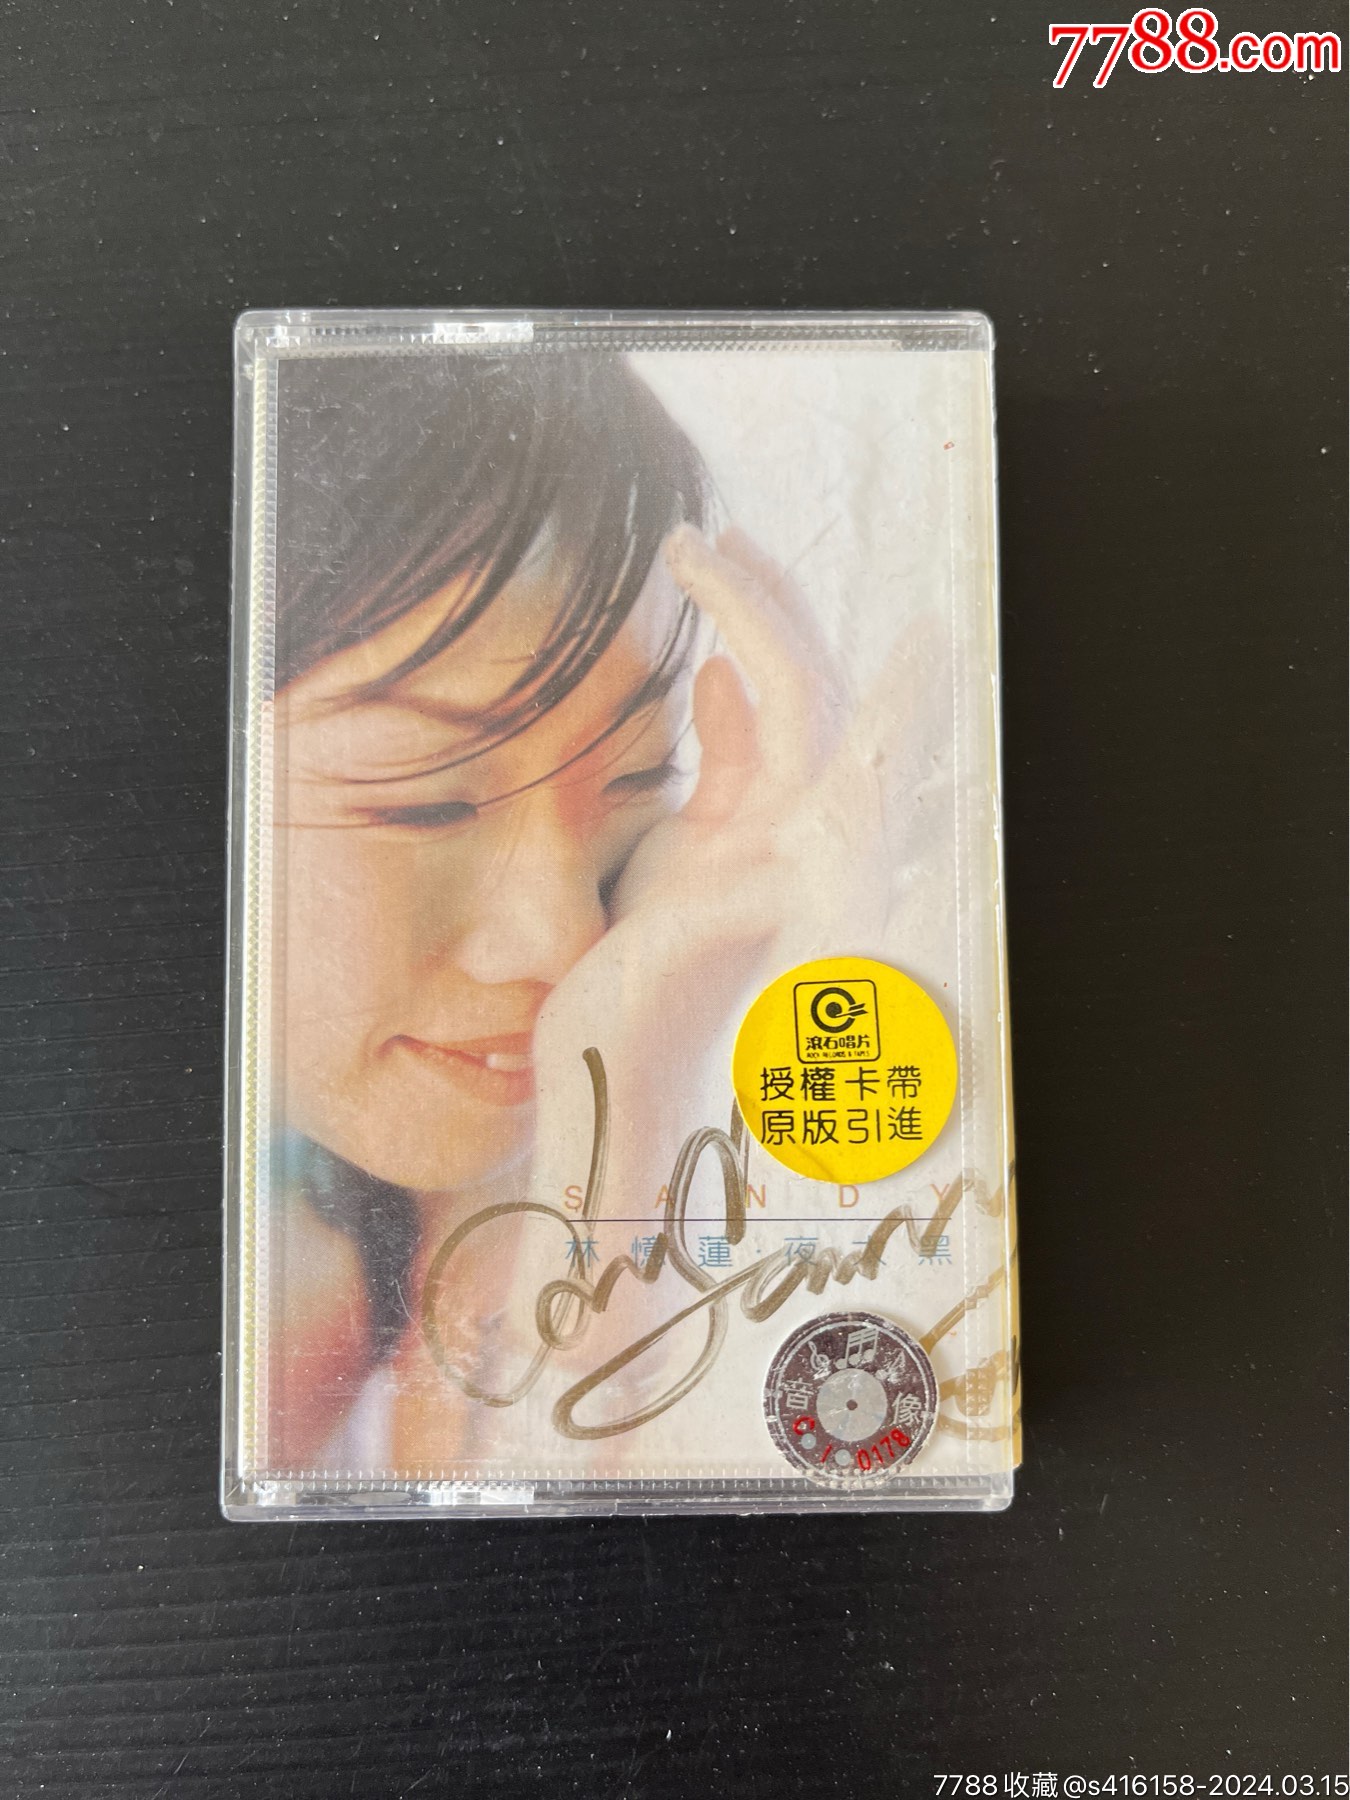 7788.com
滾石唱片
ROCK RECORDS & TAPES
授權卡帶
原版引進
SANDY
林憶蓮·夜太黑
音像
0178
7788收藏@s416158-2024.03.15